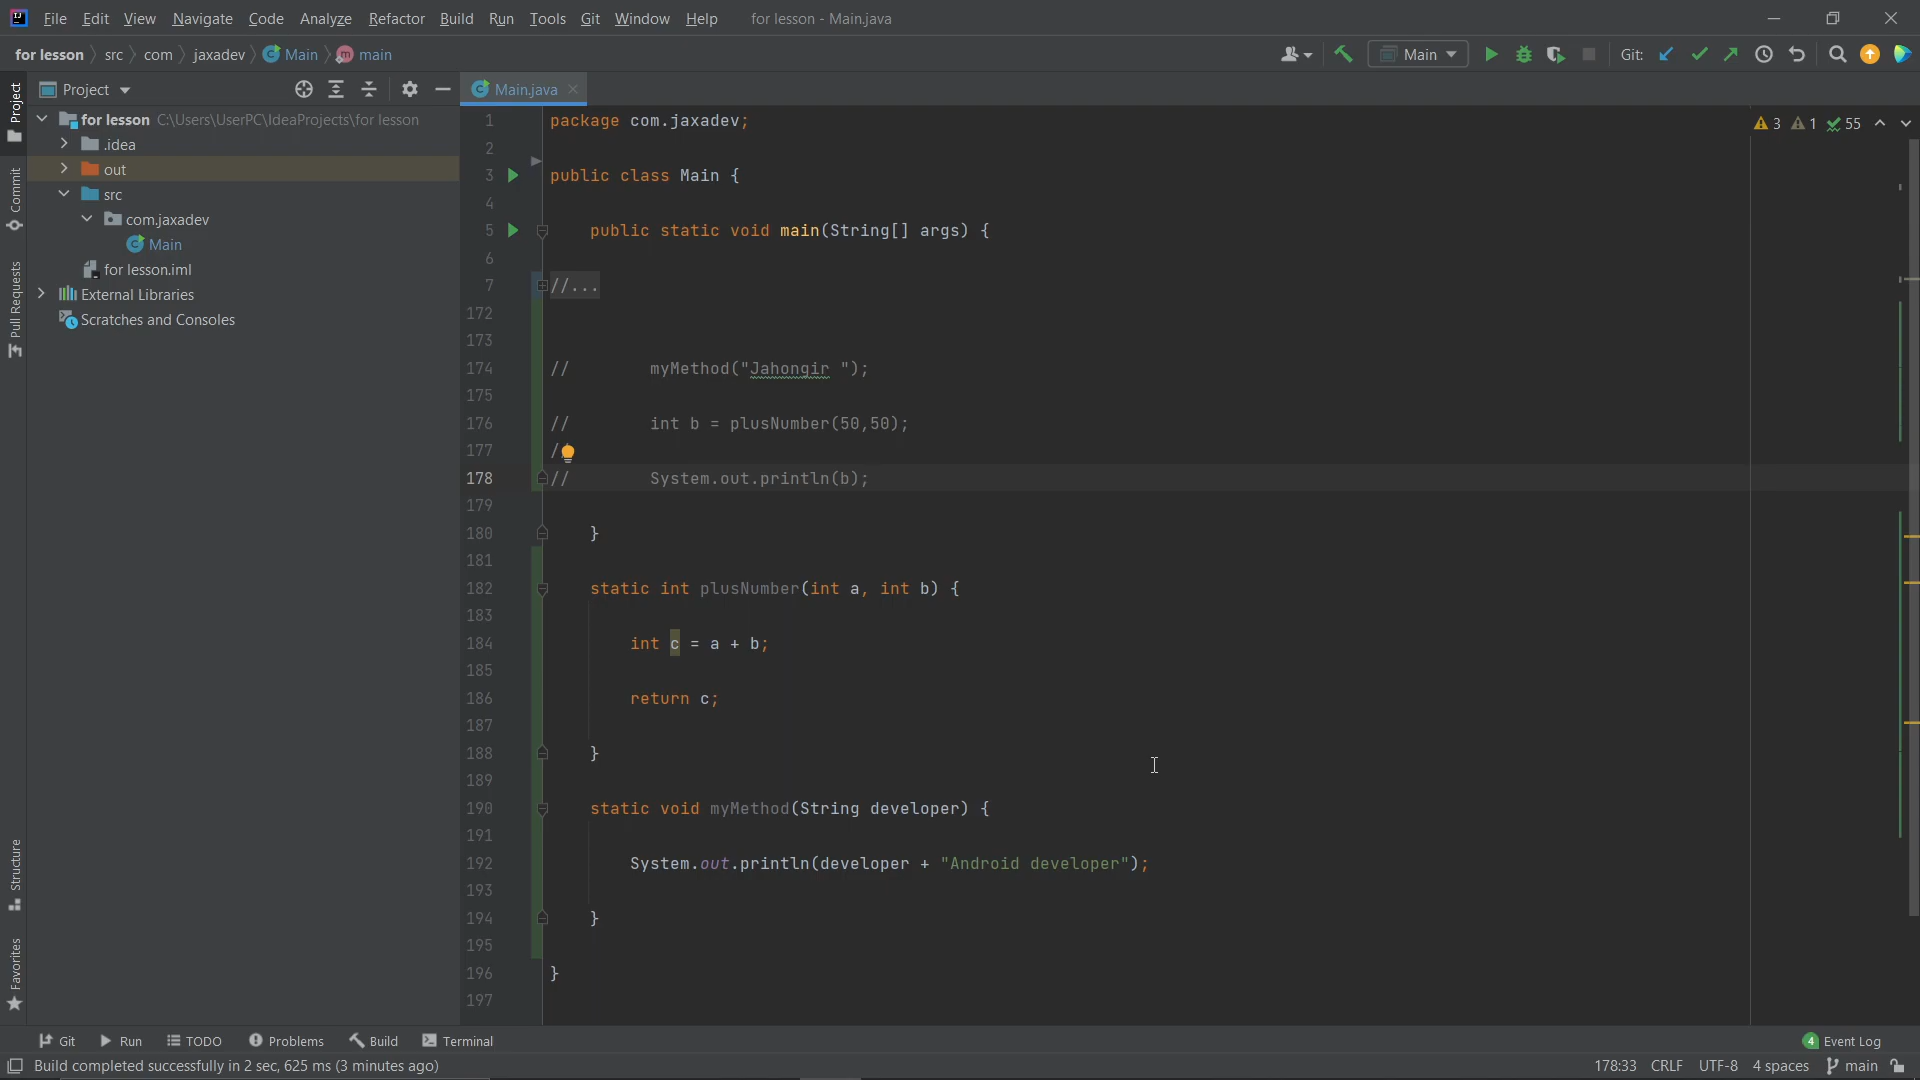 File Edit View Navigate Code Analyze Refactor Build Run Tools Git Window Help for lesson - Main.java
for lesson src com jaxadev Main main Main Git:
Project Main.java
for lesson C:\Users\UserPC\IdeaProjects\for lesson
.idea
out
src
com.jaxadev
Main
for lesson.iml
External Libraries
Scratches and Consoles
Project
Commit
Pull Requests
Structure
Favorites
3 1 55
1 package com.jaxadev;
2
3 public class Main {
4
5 public static void main(String[] args) {
6
7 //...
172
173
174 // myMethod("Jahongir ");
175
176 // int b = plusNumber(50,50);
177 /
178 // System.out.println(b);
179
180 }
181
182 static int plusNumber(int a, int b) {
183
184 int c = a + b;
185
186 return c;
187
188 }
189
190 static void myMethod(String developer) {
191
192 System.out.println(developer + "Android developer");
193
194 }
195
196 }
197
Git Run TODO Problems Build Terminal 4 Event Log
Build completed successfully in 2 sec, 625 ms (3 minutes ago) 178:33 CRLF UTF-8 4 spaces main